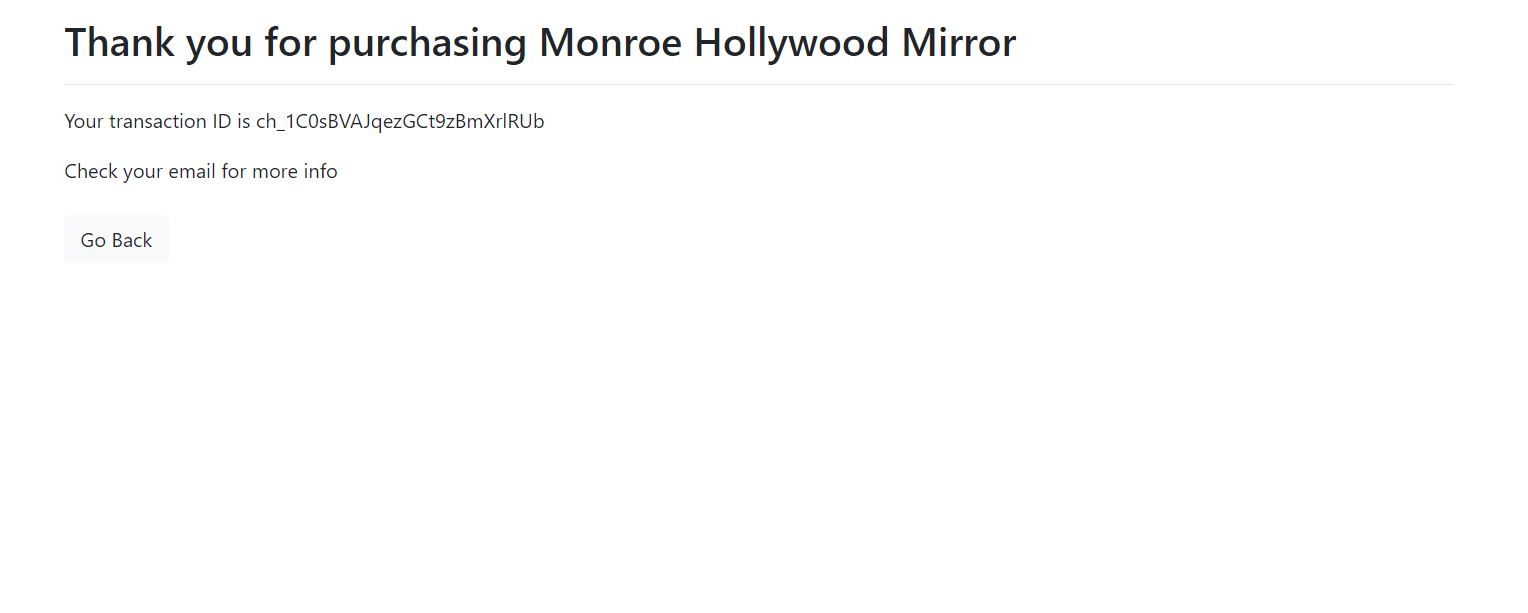 Thank you for purchasing Monroe Hollywood Mirror
Your transaction ID is ch_1C0sBVAJqezGCt9zBmXrlRUb
Check your email for more info
Go Back